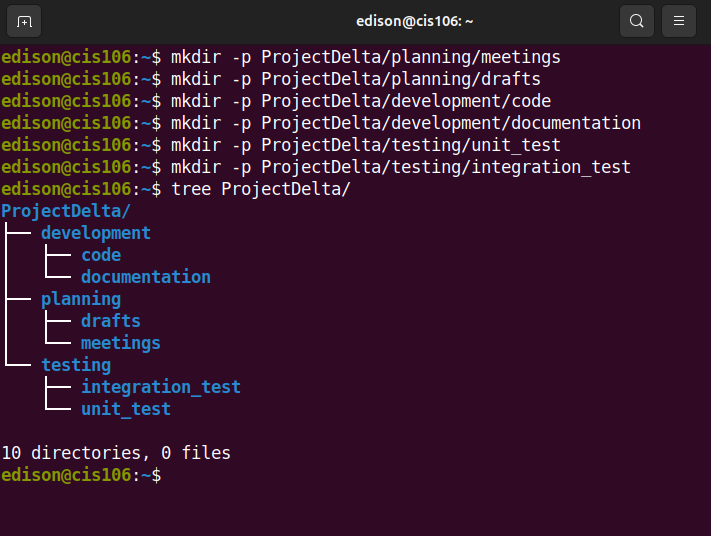 edison@cis106: ~
edison@cis106:~$ mkdir -p ProjectDelta/planning/meetings
edison@cis106:~$ mkdir -p ProjectDelta/planning/drafts
edison@cis106:~$ mkdir -p ProjectDelta/development/code
edison@cis106:~$ mkdir -p ProjectDelta/development/documentation
edison@cis106:~$ mkdir -p ProjectDelta/testing/unit_test
edison@cis106:~$ mkdir -p ProjectDelta/testing/integration_test
edison@cis106:~$ tree ProjectDelta/
ProjectDelta/
├── development
│   ├── code
│   └── documentation
├── planning
│   ├── drafts
│   └── meetings
└── testing
    ├── integration_test
    └── unit_test
10 directories, 0 files
edison@cis106:~$